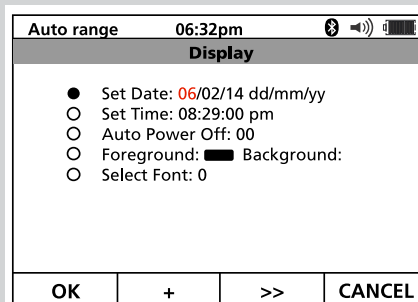 Auto range 06:32pm
Display
Set Date: 06/02/14 dd/mm/yy
Set Time: 08:29:00 pm
Auto Power Off: 00
Foreground: Background:
Select Font: 0
OK + >> CANCEL